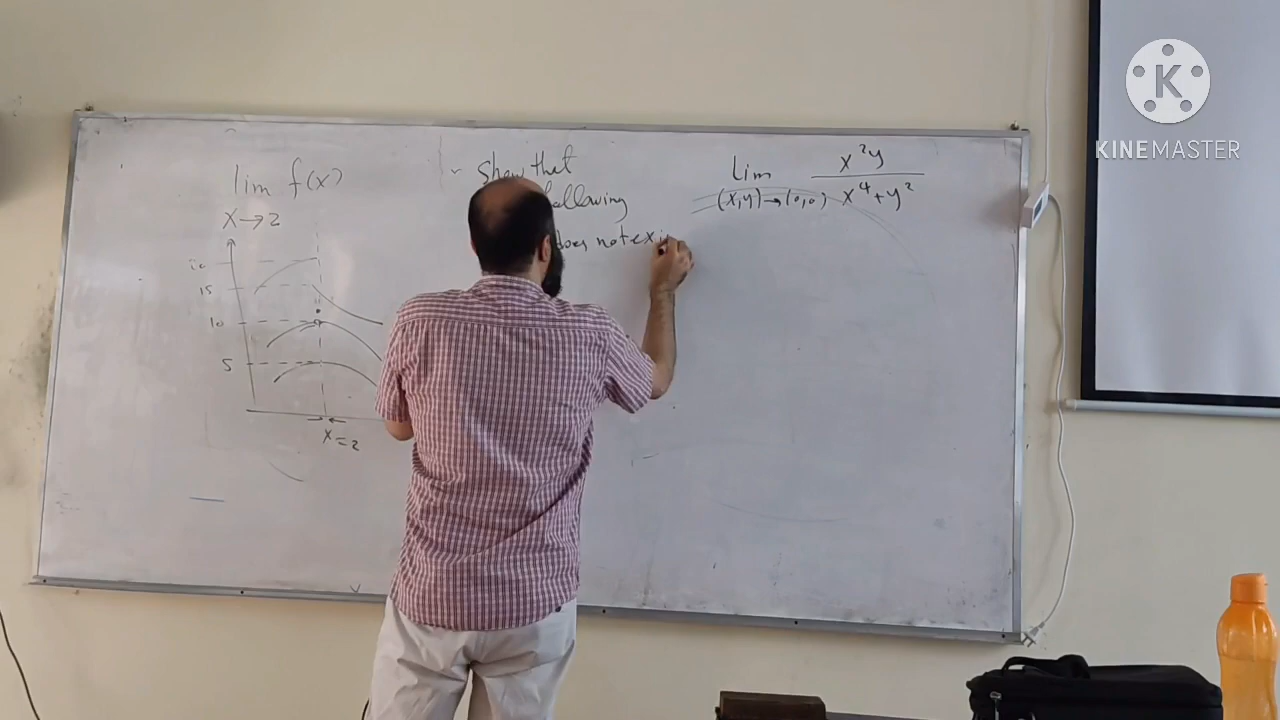 lim f(x)
x→2
20
15
10
5
x=2
show that
following
does not exi
Lim x²y / x⁴+y²
(x,y)→(0,0)
K
KINEMASTER